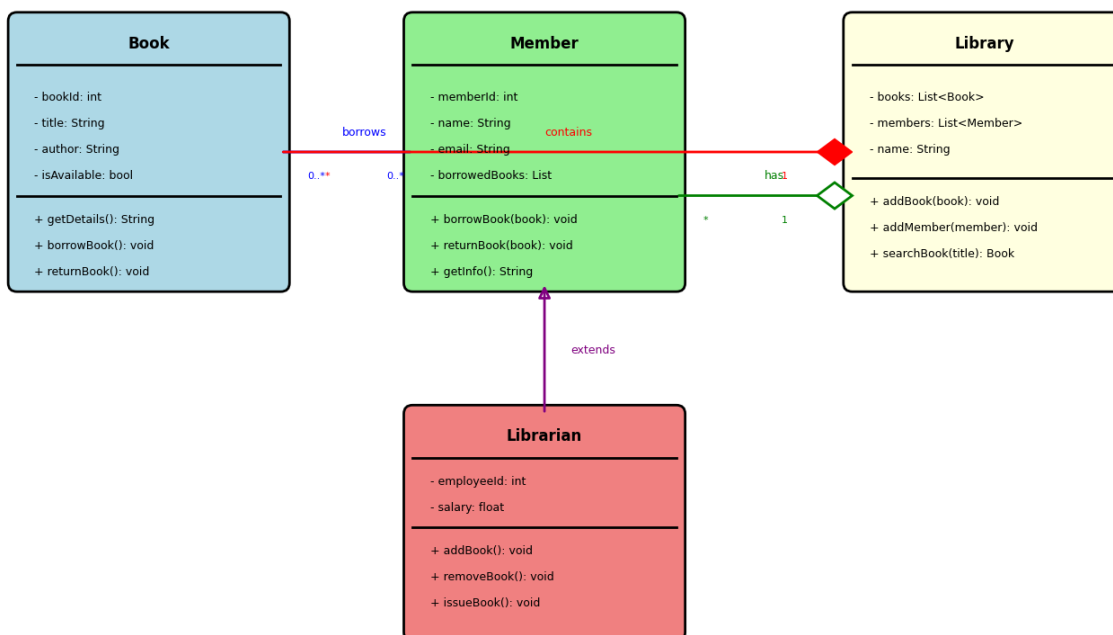 Book
- bookId: int
- title: String
- author: String
- isAvailable: bool
+ getDetails(): String
+ borrowBook(): void
+ returnBook(): void
borrows
0..*
*
0..*
Member
- memberId: int
- name: String
- email: String
- borrowedBooks: List
+ borrowBook(book): void
+ returnBook(book): void
+ getInfo(): String
contains
1
has
*
1
Library
- books: List<Book>
- members: List<Member>
- name: String
+ addBook(book): void
+ addMember(member): void
+ searchBook(title): Book
extends
Librarian
- employeeId: int
- salary: float
+ addBook(): void
+ removeBook(): void
+ issueBook(): void